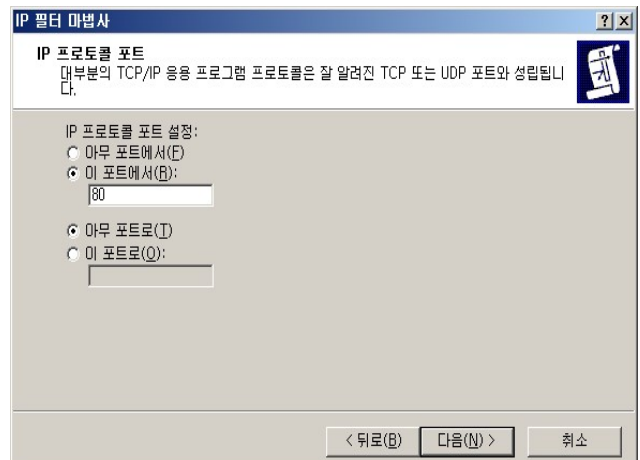 IP 필터 마법사
IP 프로토콜 포트
대부분의 TCP/IP 응용 프로그램 프로토콜은 잘 알려진 TCP 또는 UDP 포트와 성립됩니
다.
IP 프로토콜 포트 설정:
아무 포트에서(F)
이 포트에서(R):
80
아무 포트로(T)
이 포트로(O):
< 뒤로(B) 다음(N) > 취소